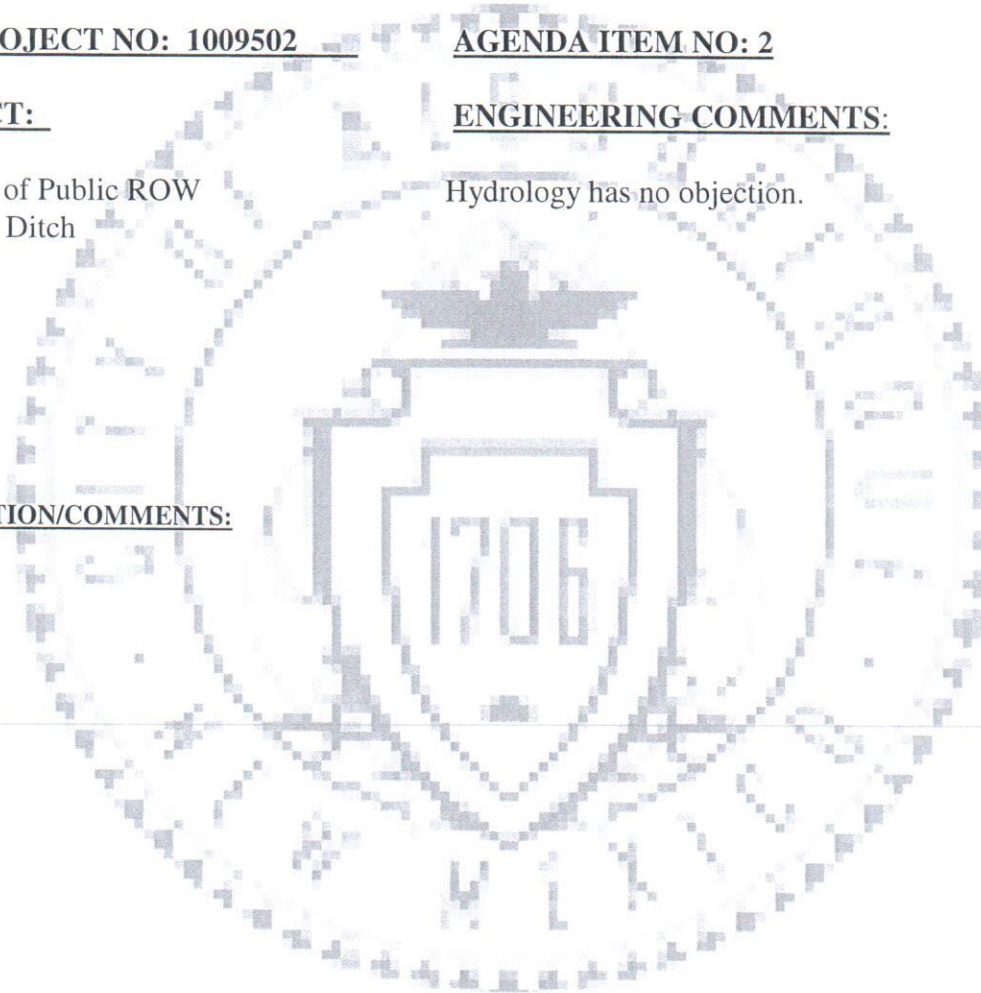 OJECT NO: 1009502
AGENDA ITEM NO: 2
CT:
ENGINEERING COMMENTS:
of Public ROW
Ditch
Hydrology has no objection.
TION/COMMENTS:
1706